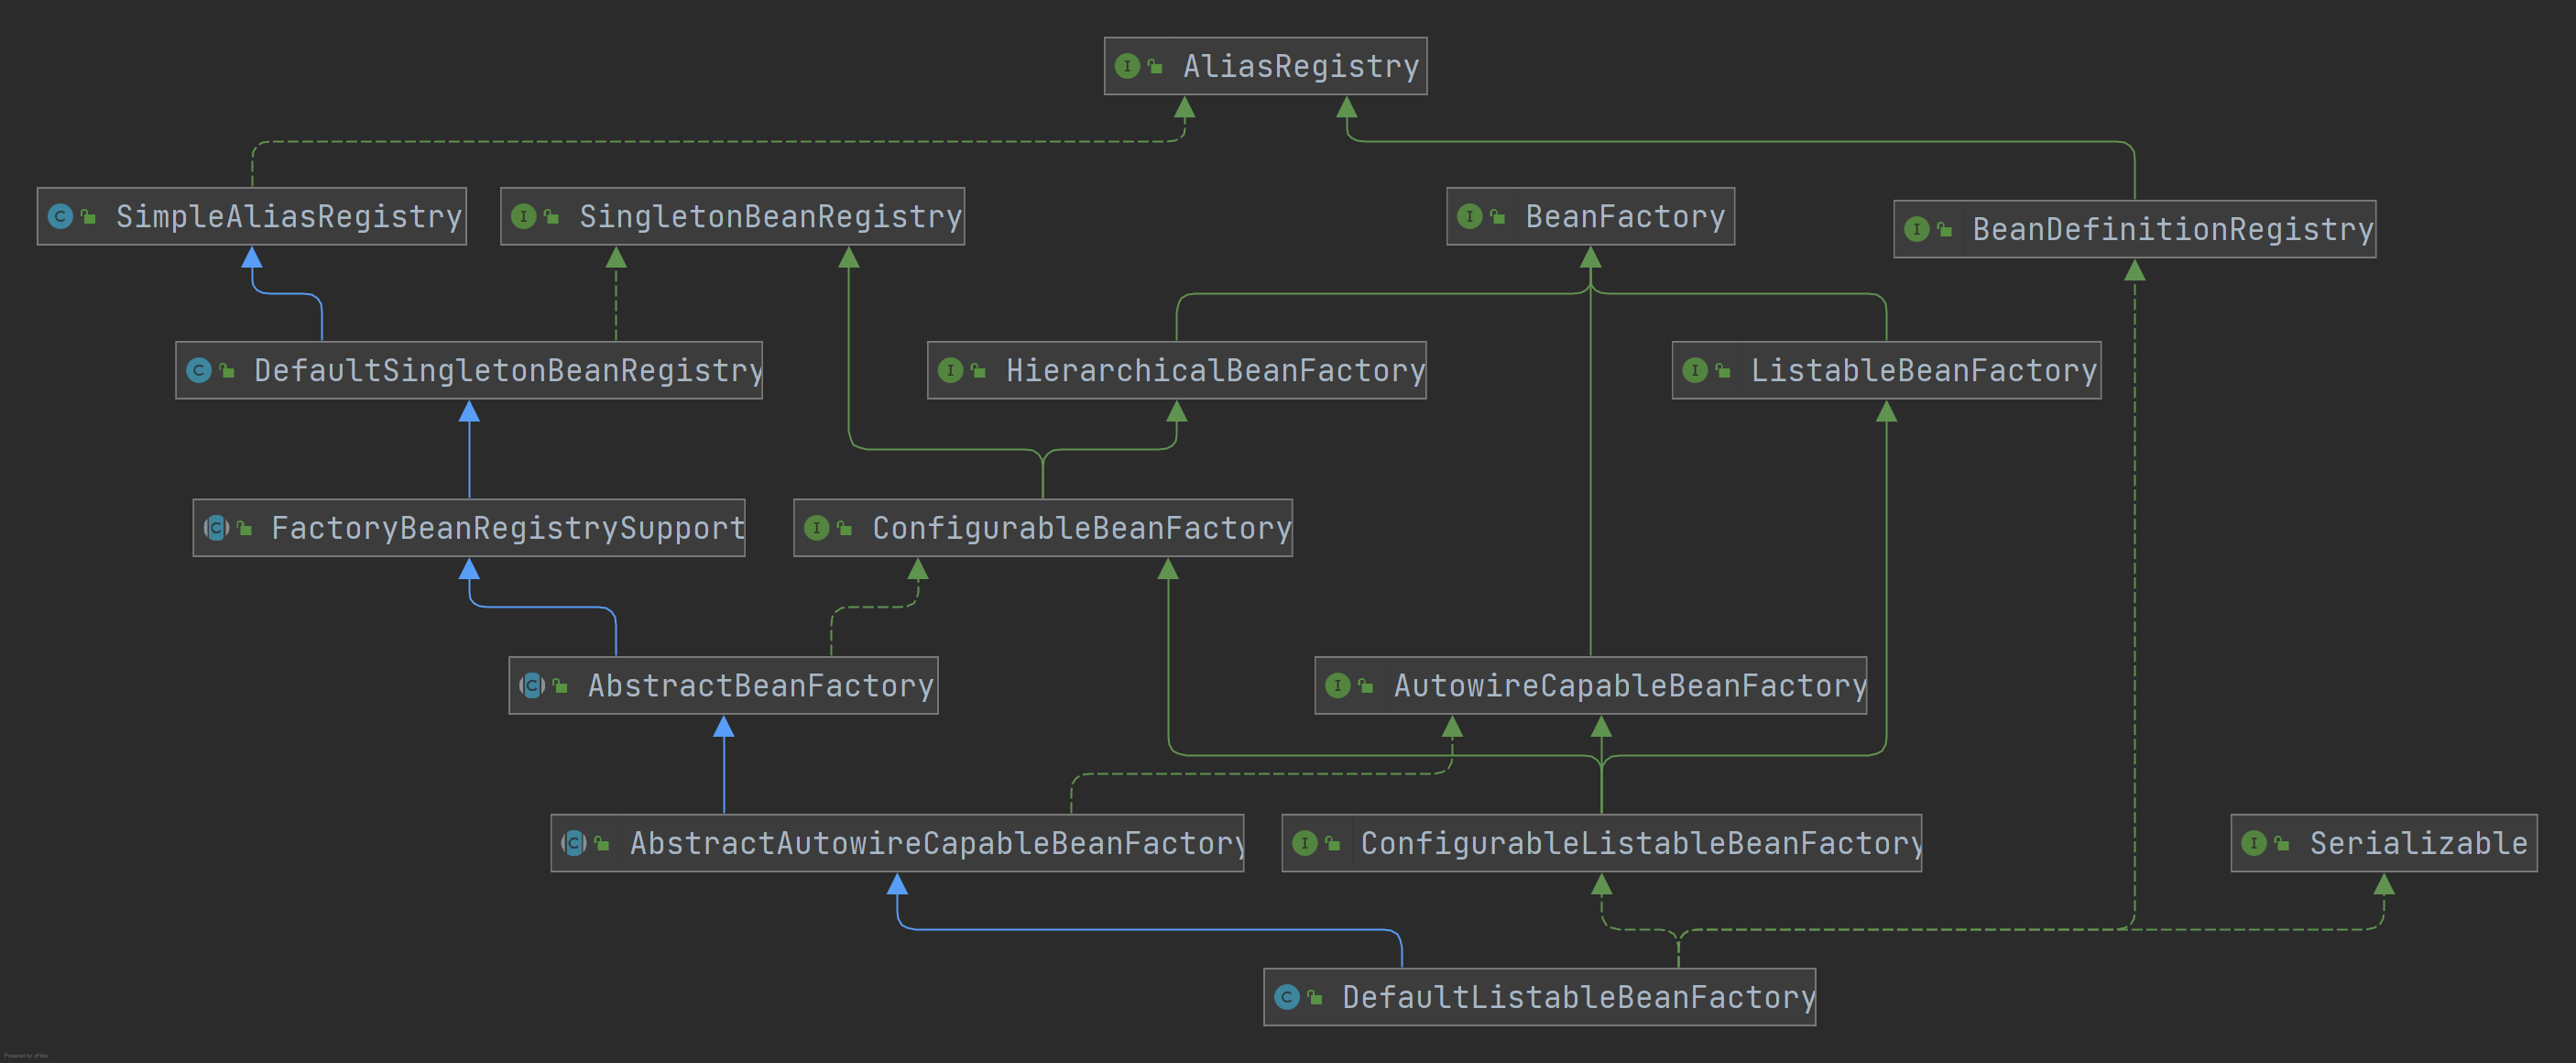 AliasRegistry
SimpleAliasRegistry
SingletonBeanRegistry
BeanFactory
BeanDefinitionRegistry
DefaultSingletonBeanRegistry
HierarchicalBeanFactory
ListableBeanFactory
FactoryBeanRegistrySupport
ConfigurableBeanFactory
AbstractBeanFactory
AutowireCapableBeanFactory
AbstractAutowireCapableBeanFactory
ConfigurableListableBeanFactory
Serializable
DefaultListableBeanFactory
Powered by yFiles